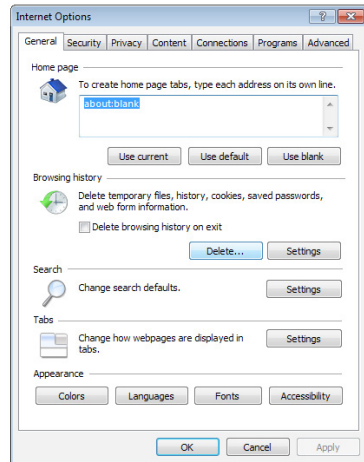 Internet Options
General Security Privacy Content Connections Programs Advanced
Home page
To create home page tabs, type each address on its own line.
about:blank
Use current Use default Use blank
Browsing history
Delete temporary files, history, cookies, saved passwords,
and web form information.
Delete browsing history on exit
Delete... Settings
Search
Change search defaults. Settings
Tabs
Change how webpages are displayed in
tabs.
Settings
Appearance
Colors Languages Fonts Accessibility
OK Cancel Apply